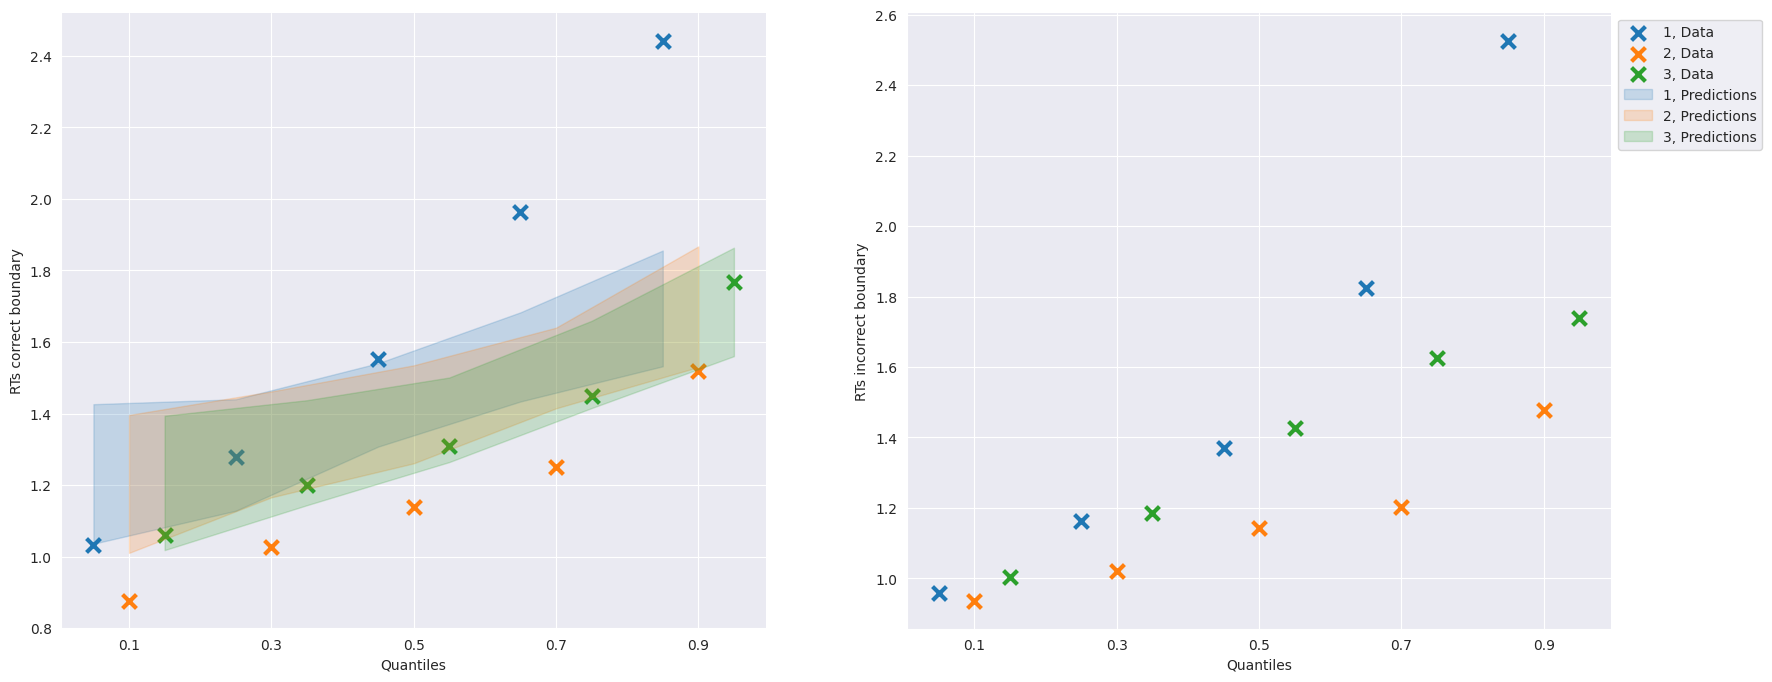 2.4
2.2
2.0
1.8
1.6
1.4
1.2
1.0
0.8
RTs correct boundary
0.1 0.3 0.5 0.7 0.9
Quantiles
2.6
2.4
2.2
2.0
1.8
1.6
1.4
1.2
1.0
RTs incorrect boundary
0.1 0.3 0.5 0.7 0.9
Quantiles
1, Data
2, Data
3, Data
1, Predictions
2, Predictions
3, Predictions